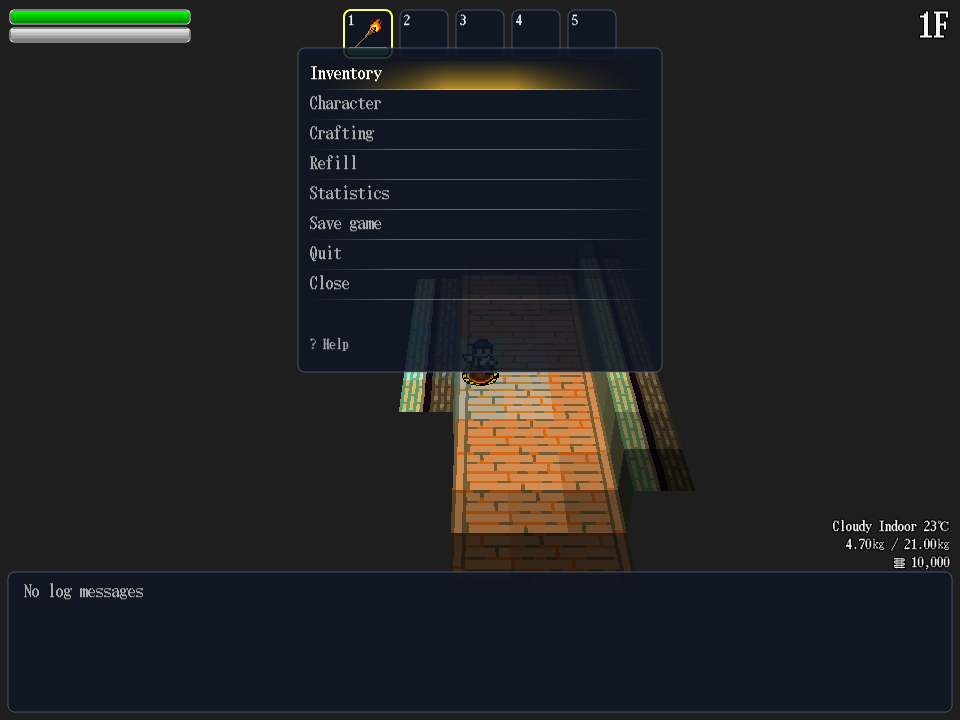 1 2 3 4 5
1F
Inventory
Character
Crafting
Refill
Statistics
Save game
Quit
Close
? Help
Cloudy Indoor 23℃
4.70kg / 21.00kg
10,000
No log messages